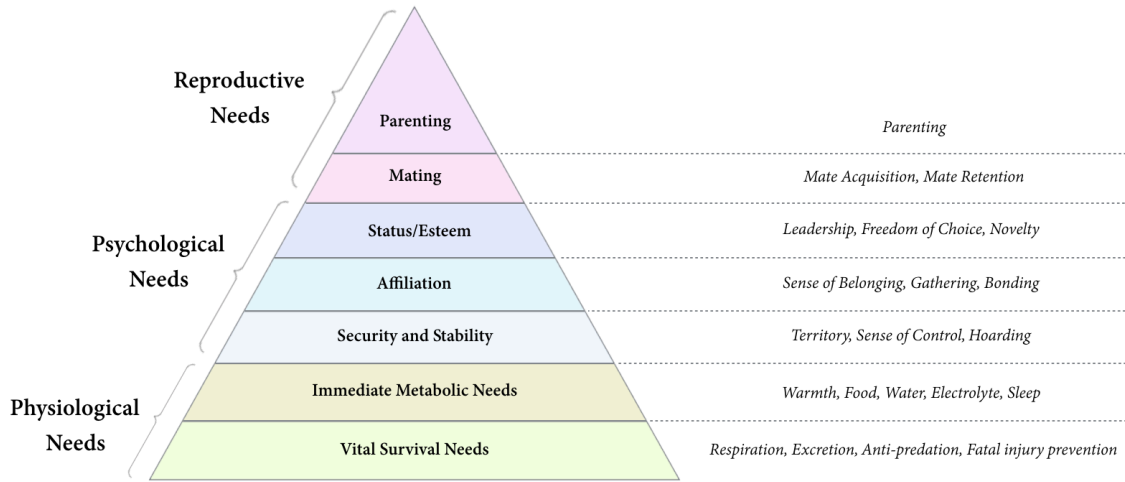 Reproductive
Needs
Parenting
Parenting
Mating
Mate Acquisition, Mate Retention
Psychological
Needs
Status/Esteem
Leadership, Freedom of Choice, Novelty
Affiliation
Sense of Belonging, Gathering, Bonding
Security and Stability
Territory, Sense of Control, Hoarding
Physiological
Needs
Immediate Metabolic Needs
Warmth, Food, Water, Electrolyte, Sleep
Vital Survival Needs
Respiration, Excretion, Anti-predation, Fatal injury prevention